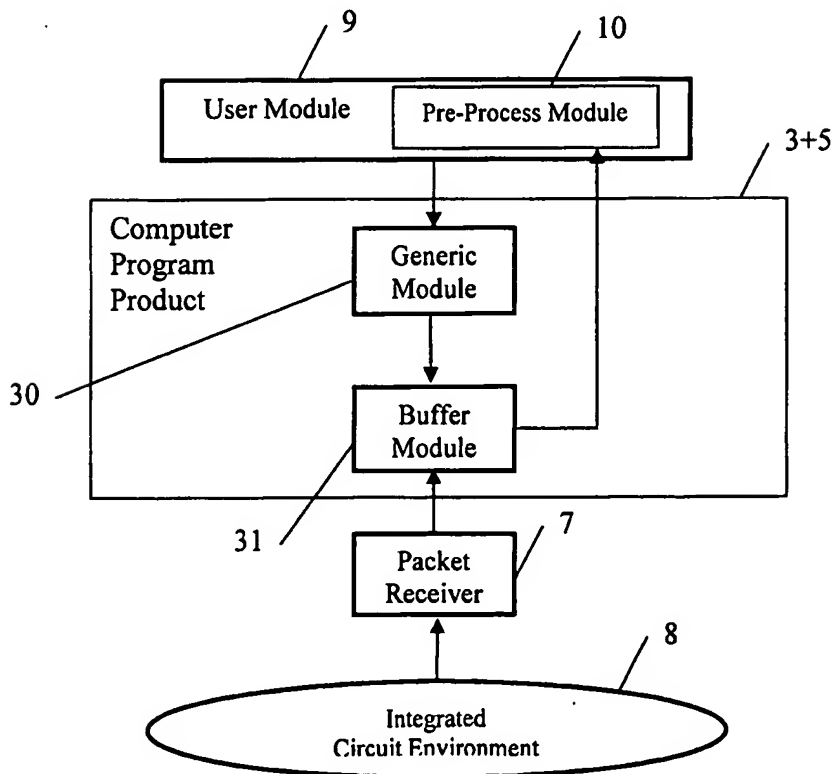 9
10
User Module
Pre-Process Module
3+5
Computer
Program
Product
Generic
Module
30
Buffer
Module
31
7
Packet
Receiver
8
Integrated
Circuit Environment